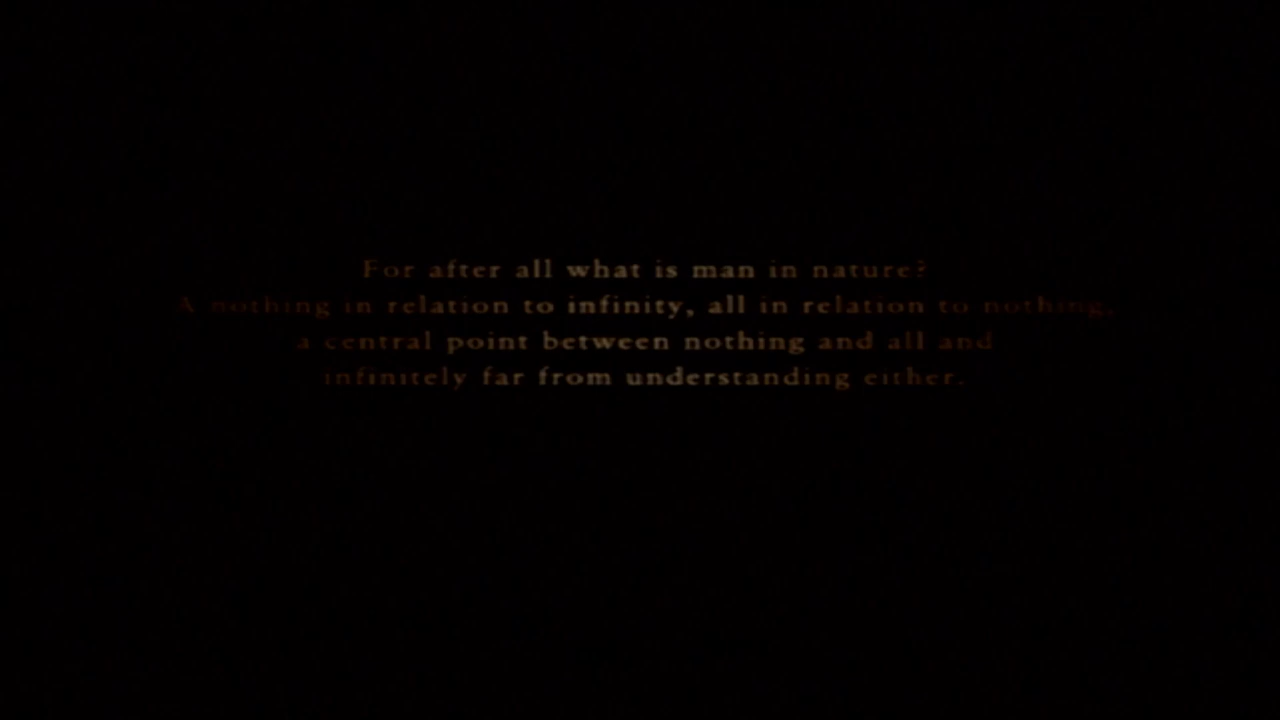 For after all what is man in nature?
A nothing in relation to infinity, all in relation to nothing,
a central point between nothing and all and
infinitely far from understanding either.